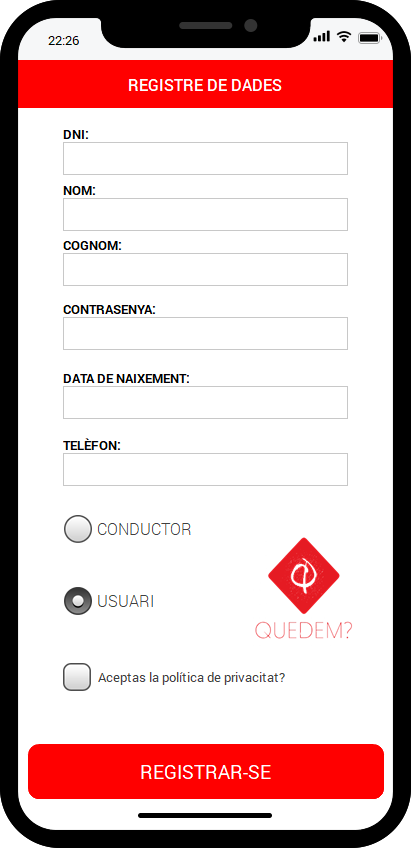 22:26
REGISTRE DE DADES
DNI:
NOM:
COGNOM:
CONTRASENYA:
DATA DE NAIXEMENT:
TELÈFON:
CONDUCTOR
USUARI
QUEDEM?
Aceptas la política de privacitat?
REGISTRAR-SE